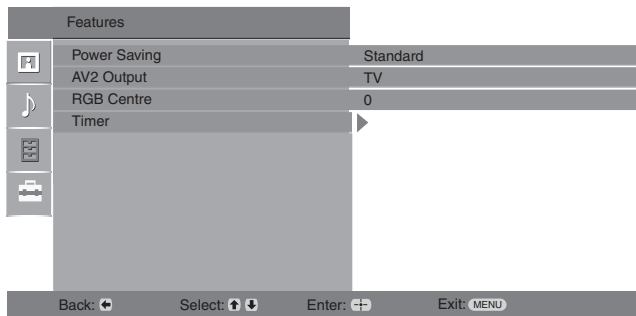 Features
Power Saving Standard
AV2 Output TV
RGB Centre 0
Timer
Back: Select: Enter: Exit: MENU